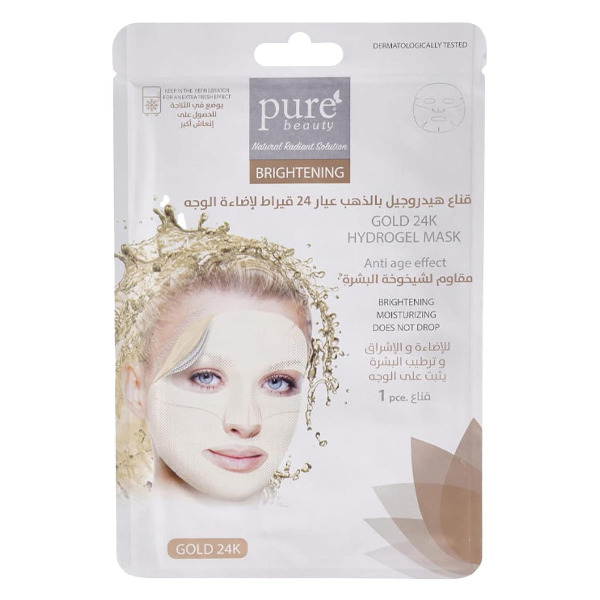 DERMATOLOGICALLY TESTED
KEEP IN THE REFRIGERATOR
FOR AN EXTRA FRESH EFFECT
يوضع في الثلاجة
للحصول على
إنعاش أكبر
pure
beauty
Natural Radiant Solution
BRIGHTENING
قناع هيدروجيل بالذهب عيار 24 قيراط لإضاءة الوجه
GOLD 24K
HYDROGEL MASK
Anti age effect
مقاوم لشيخوخة البشرة
BRIGHTENING
MOISTURIZING
DOES NOT DROP
للإضاءة و الإشراق
و ترطيب البشرة
يثبت على الوجه
قناع 1 pce.
GOLD 24K